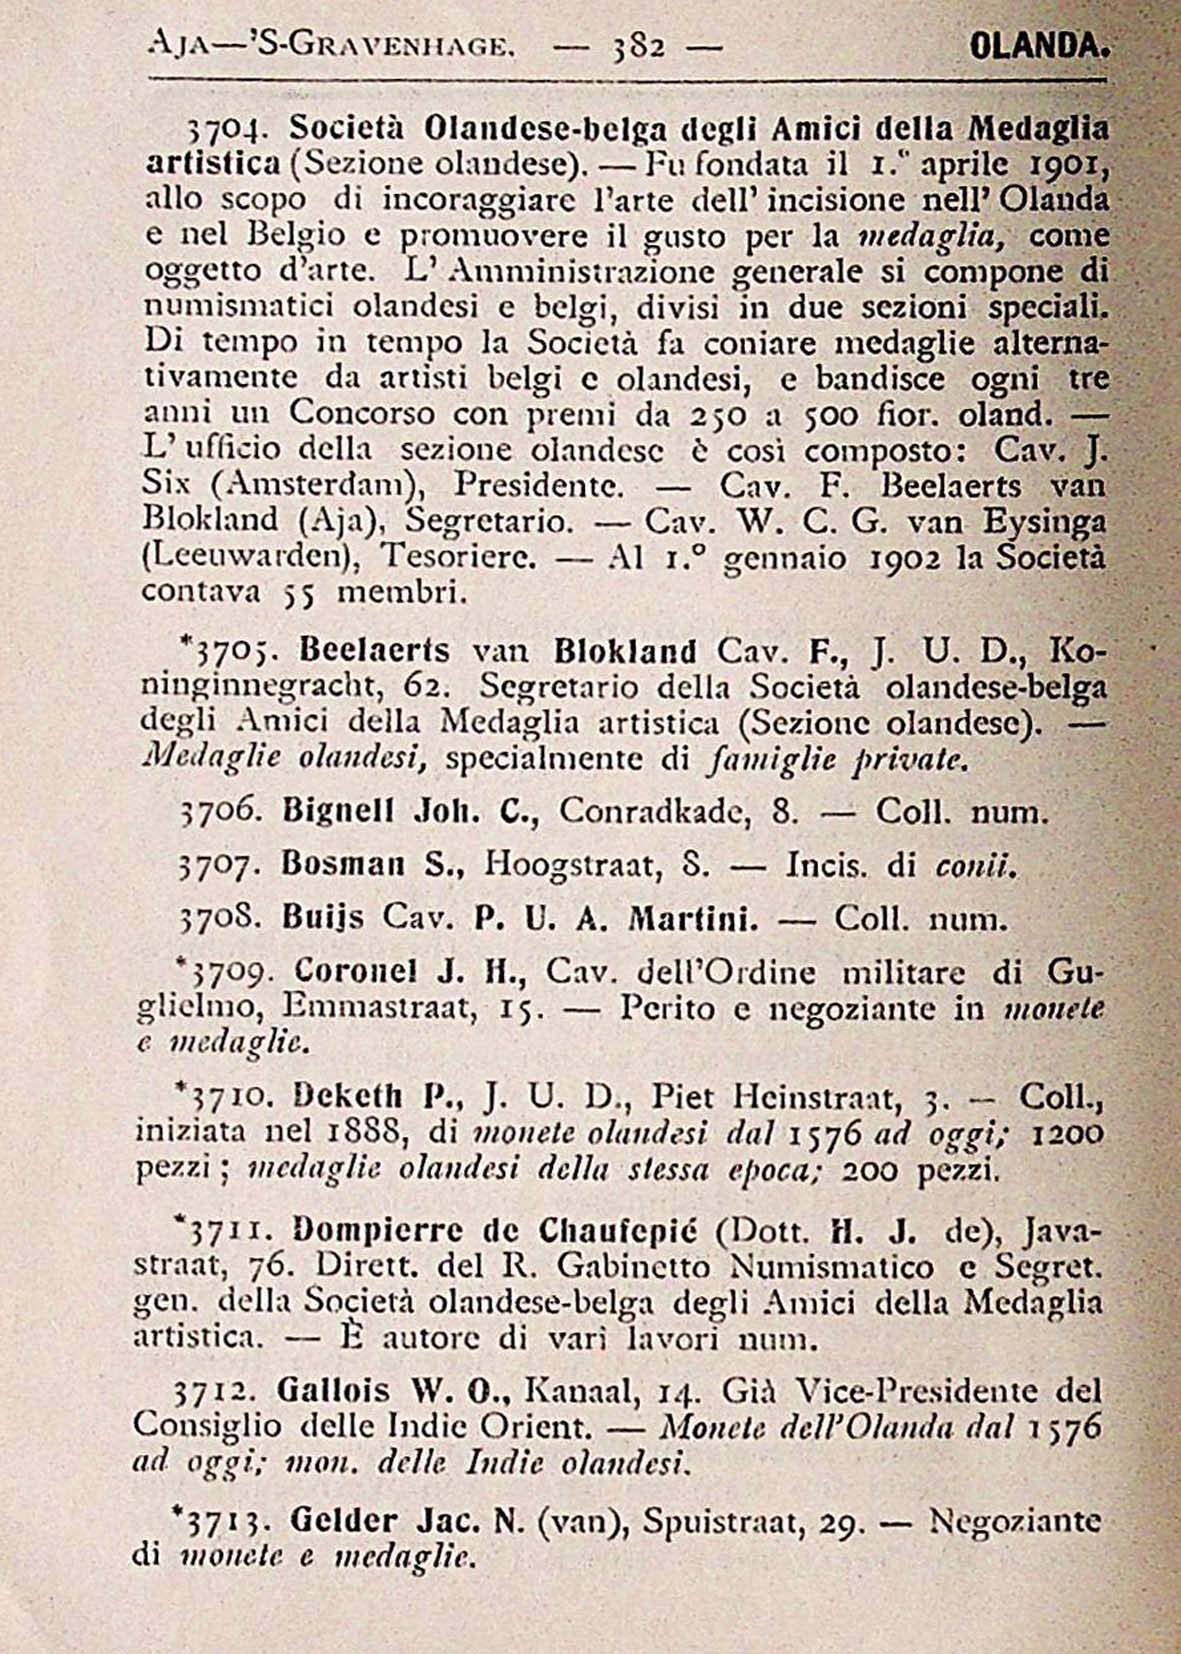 AJA—'S-GRAVENHAGE. — 382 — OLANDA.
3704. Società Olandese-belga degli Amici della Medaglia
artistica (Sezione olandese). — Fu fondata il 1.º aprile 1901,
allo scopo di incoraggiare l'arte dell' incisione nell' Olanda
e nel Belgio e promuovere il gusto per la medaglia, come
oggetto d'arte. L' Amministrazione generale si compone di
numismatici olandesi e belgi, divisi in due sezioni speciali.
Di tempo in tempo la Società fa coniare medaglie alterna-
tivamente da artisti belgi e olandesi, e bandisce ogni tre
anni un Concorso con premi da 250 a 500 fior. oland. —
L' ufficio della sezione olandese è così composto: Cav. J.
Six (Amsterdam), Presidente. — Cav. F. Beelaerts van
Blokland (Aja), Segretario. — Cav. W. C. G. van Eysinga
(Leeuwarden), Tesoriere. — Al 1.º gennaio 1902 la Società
contava 55 membri.
*3705. Beelaerts van Blokland Cav. F., J. U. D., Ko-
ninginnegracht, 62. Segretario della Società olandese-belga
degli Amici della Medaglia artistica (Sezione olandese). —
Medaglie olandesi, specialmente di famiglie private.
3706. Bignell Joh. C., Conradkade, 8. — Coll. num.
3707. Bosman S., Hoogstraat, 8. — Incis. di conii.
3708. Buijs Cav. P. U. A. Martini. — Coll. num.
*3709. Coronel J. H., Cav. dell'Ordine militare di Gu-
glielmo, Emmastraat, 15. — Perito e negoziante in monete
e medaglie.
*3710. Deketh P., J. U. D., Piet Heinstraat, 3. — Coll.,
iniziata nel 1888, di monete olandesi dal 1576 ad oggi; 1200
pezzi; medaglie olandesi della stessa epoca; 200 pezzi.
*3711. Dompierre de Chaufepié (Dott. H. J. de), Java-
straat, 76. Dirett. del R. Gabinetto Numismatico e Segret.
gen. della Società olandese-belga degli Amici della Medaglia
artistica. — È autore di vari lavori num.
3712. Gallois W. O., Kanaal, 14. Già Vice-Presidente del
Consiglio delle Indie Orient. — Monete dell'Olanda dal 1576
ad oggi; mon. delle Indie olandesi.
*3713. Gelder Jac. N. (van), Spuistraat, 29. — Negoziante
di monete e medaglie.